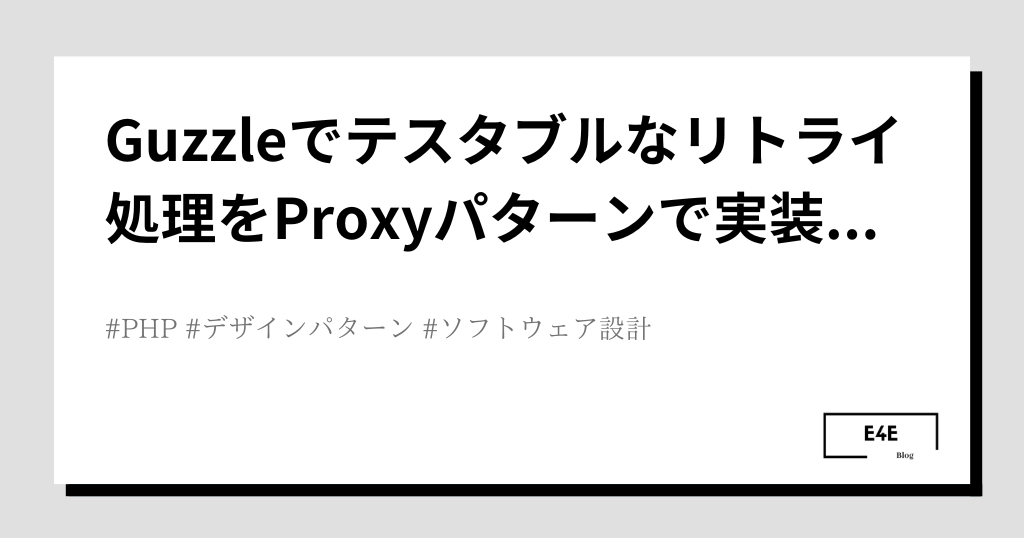 Guzzleでテスタブルなリトライ
処理をProxyパターンで実装...
#PHP #デザインパターン #ソフトウェア設計
E4E
Blog